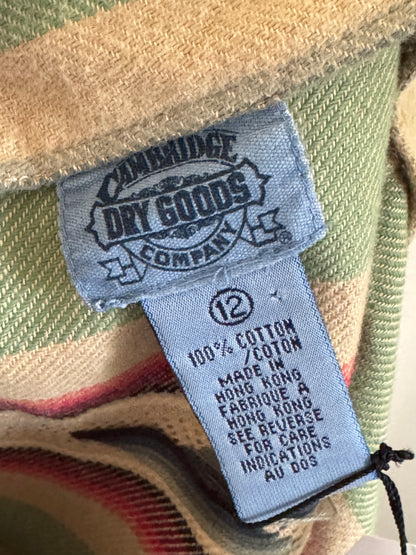 CAMBRIDGE
DRY GOODS
COMPANY
®
12
100% COTTON
/COTON
MADE IN
HONG KONG
FABRIQUÉ A
HONG KONG
SEE REVERSE
FOR CARE
INDICATIONS
AU DOS